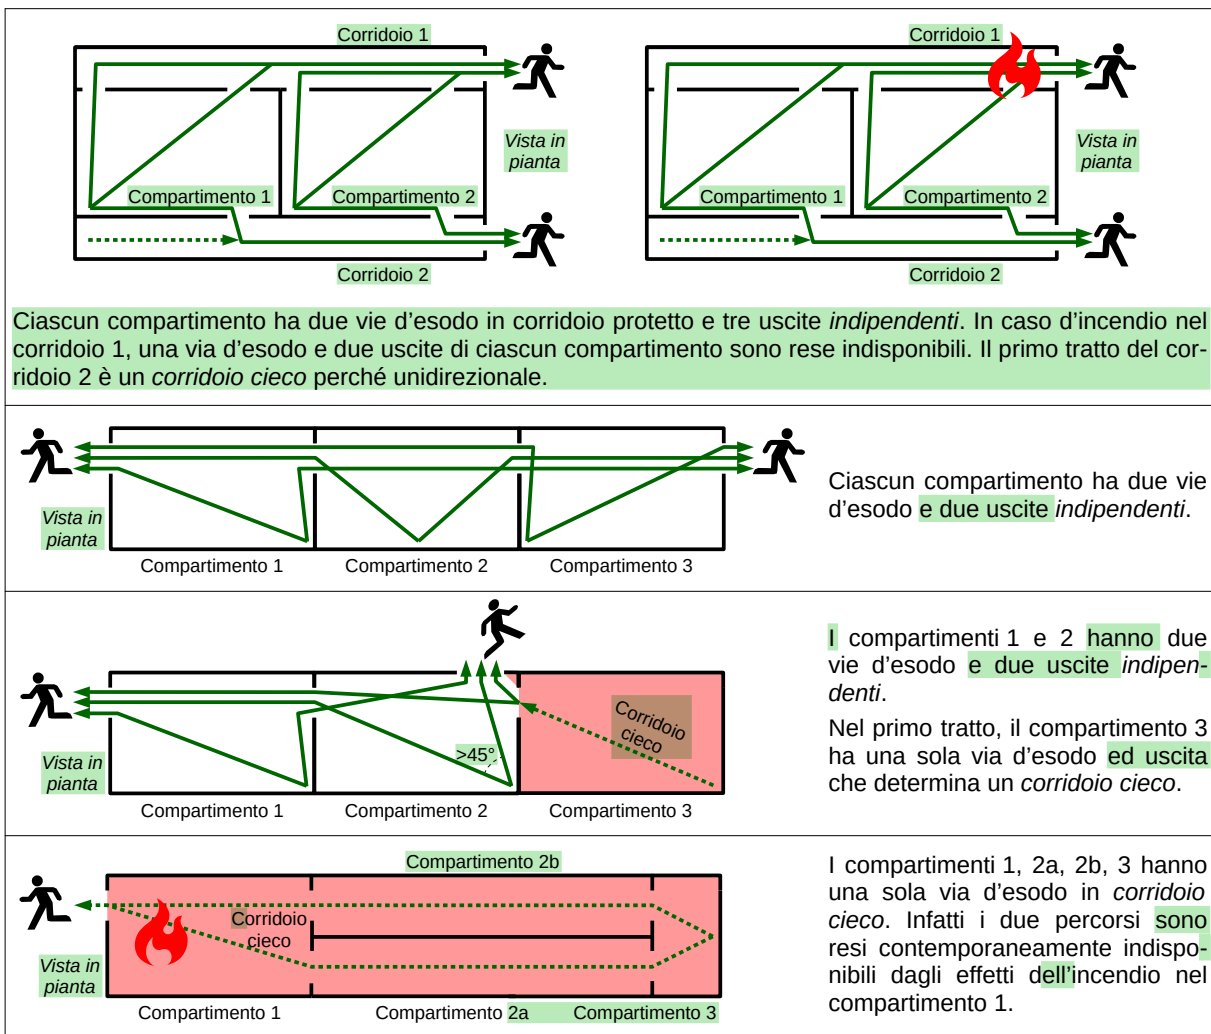 Corridoio 1
Corridoio 1
Vista in
pianta
Vista in
pianta
Compartimento 1
Compartimento 2
Compartimento 1
Compartimento 2
Corridoio 2
Corridoio 2
Ciascun compartimento ha due vie d'esodo in corridoio protetto e tre uscite indipendenti. In caso d'incendio nel
corridoio 1, una via d'esodo e due uscite di ciascun compartimento sono rese indisponibili. Il primo tratto del cor-
ridoio 2 è un corridoio cieco perché unidirezionale.
Vista in
pianta
Compartimento 1
Compartimento 2
Compartimento 3
Ciascun compartimento ha due vie
d'esodo e due uscite indipendenti.
Corridoio
cieco
>45°
Vista in
pianta
Compartimento 1
Compartimento 2
Compartimento 3
I compartimenti 1 e 2 hanno due
vie d'esodo e due uscite indipen-
denti.
Nel primo tratto, il compartimento 3
ha una sola via d'esodo ed uscita
che determina un corridoio cieco.
Compartimento 2b
Corridoio
cieco
Vista in
pianta
Compartimento 1
Compartimento 2a
Compartimento 3
I compartimenti 1, 2a, 2b, 3 hanno
una sola via d'esodo in corridoio
cieco. Infatti i due percorsi sono
resi contemporaneamente indispo-
nibili dagli effetti dell'incendio nel
compartimento 1.